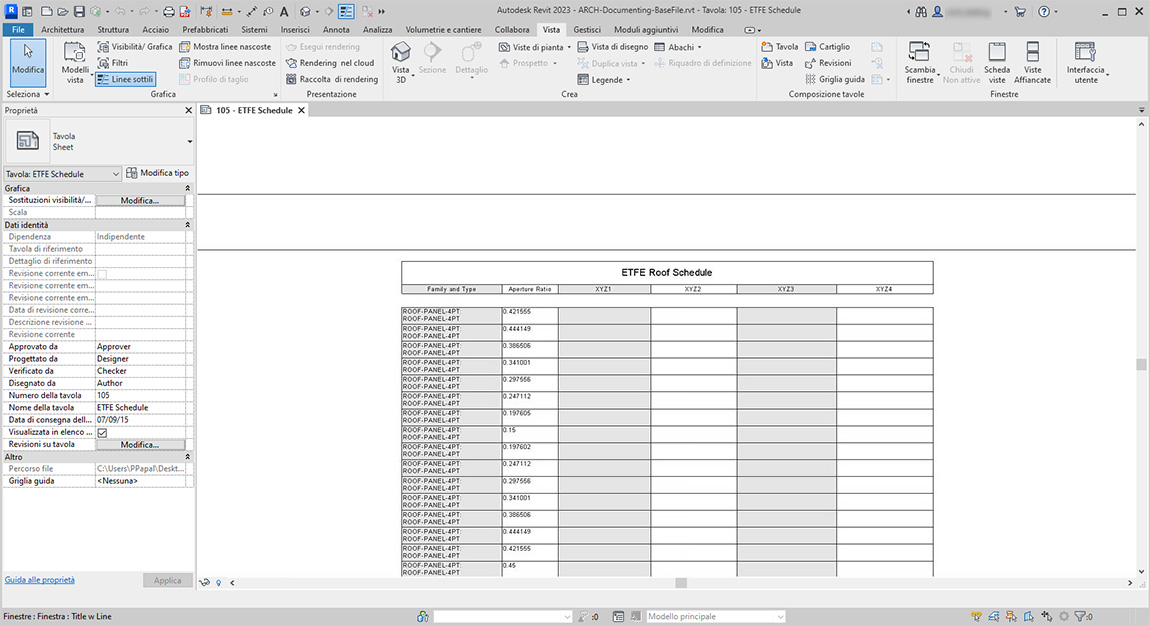 Autodesk Revit 2023 - ARCH-Documenting-BaseFile.rvt - Tavola: 105 - ETFE Schedule
File Architettura Struttura Acciaio Prefabbricati Sistemi Inserisci Annota Analizza Volumetrie e cantiere Collabora Vista Gestisci Moduli aggiuntivi Modifica
Modifica
Seleziona
Modelli vista
Visibilità/ Grafica
Filtri
Linee sottili
Mostra linee nascoste
Rimuovi linee nascoste
Profilo di taglio
Grafica
Esegui rendering
Rendering nel cloud
Raccolta di rendering
Presentazione
Vista 3D
Sezione
Dettaglio
Viste di pianta
Prospetto
Vista di disegno
Duplica vista
Legende
Abachi
Riquadro di definizione
Crea
Tavola
Vista
Cartiglio
Revisioni
Griglia guida
Composizione tavole
Scambia finestre
Chiudi Non attive
Scheda viste
Viste Affiancate
Finestre
Interfaccia utente
Proprietà
105 - ETFE Schedule
Tavola
Sheet
Tavola: ETFE Schedule
Modifica tipo
Grafica
Sostituzioni visibilità/... Modifica...
Scala
Dati identità
Dipendenza Indipendente
Tavola di riferimento
Dettaglio di riferimento
Revisione corrente em...
Revisione corrente em...
Revisione corrente em...
Data di revisione corre...
Descrizione revisione ...
Revisione corrente
Approvato da Approver
Progettato da Designer
Verificato da Checker
Disegnato da Author
Numero della tavola 105
Nome della tavola ETFE Schedule
Data di consegna dell... 07/09/15
Visualizzata in elenco ...
Revisioni su tavola Modifica...
Altro
Percorso file C:\Users\PPapal\Deskt...
Griglia guida <Nessuna>
Guida alle proprietà
Applica
ETFE Roof Schedule
Family and Type Aperture Ratio XYZ1 XYZ2 XYZ3 XYZ4
ROOF-PANEL-4PT: 0.421555
ROOF-PANEL-4PT
ROOF-PANEL-4PT: 0.444149
ROOF-PANEL-4PT
ROOF-PANEL-4PT: 0.386506
ROOF-PANEL-4PT
ROOF-PANEL-4PT: 0.341001
ROOF-PANEL-4PT
ROOF-PANEL-4PT: 0.297556
ROOF-PANEL-4PT
ROOF-PANEL-4PT: 0.247112
ROOF-PANEL-4PT
ROOF-PANEL-4PT: 0.197605
ROOF-PANEL-4PT
ROOF-PANEL-4PT: 0.15
ROOF-PANEL-4PT
ROOF-PANEL-4PT: 0.197602
ROOF-PANEL-4PT
ROOF-PANEL-4PT: 0.247112
ROOF-PANEL-4PT
ROOF-PANEL-4PT: 0.297556
ROOF-PANEL-4PT
ROOF-PANEL-4PT: 0.341001
ROOF-PANEL-4PT
ROOF-PANEL-4PT: 0.386506
ROOF-PANEL-4PT
ROOF-PANEL-4PT: 0.444149
ROOF-PANEL-4PT
ROOF-PANEL-4PT: 0.421555
ROOF-PANEL-4PT
ROOF-PANEL-4PT: 0.45
ROOF-PANEL-4PT
Finestre : Finestra : Title w Line
:0
Modello principale
:0